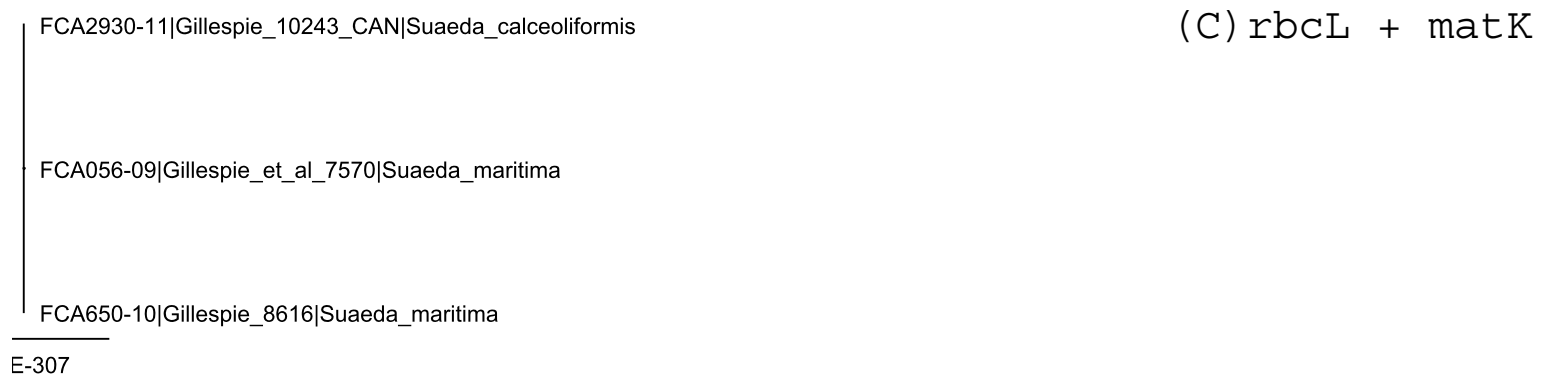 FCA2930-11|Gillespie_10243_CAN|Suaeda_calceoliformis
(C)rbcL + matK
FCA056-09|Gillespie_et_al_7570|Suaeda_maritima
FCA650-10|Gillespie_8616|Suaeda_maritima
E-307